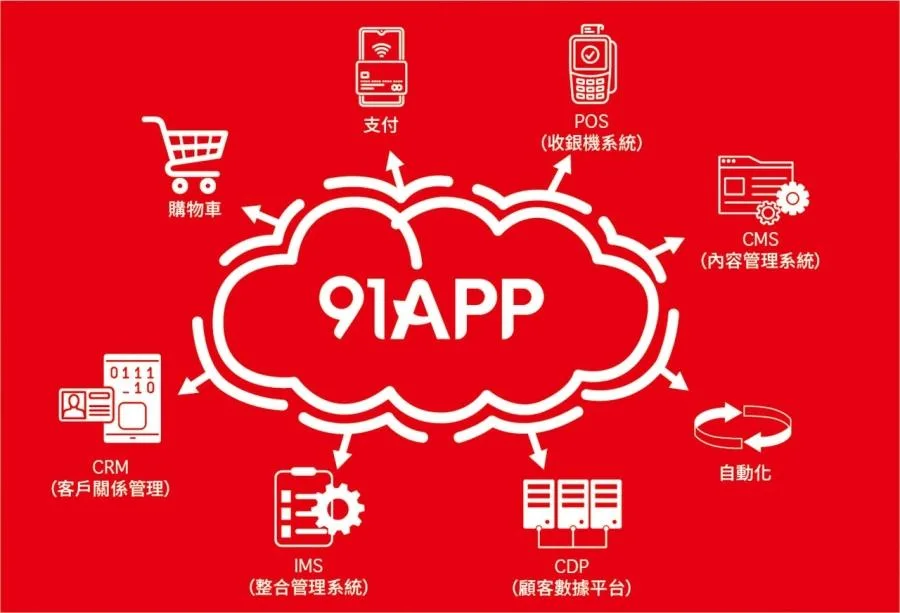 支付
POS
(收銀機系統)
購物車
CMS
(內容管理系統)
91APP
0111
_10
CRM
(客戶關係管理)
自動化
IMS
(整合管理系統)
CDP
(顧客數據平台)